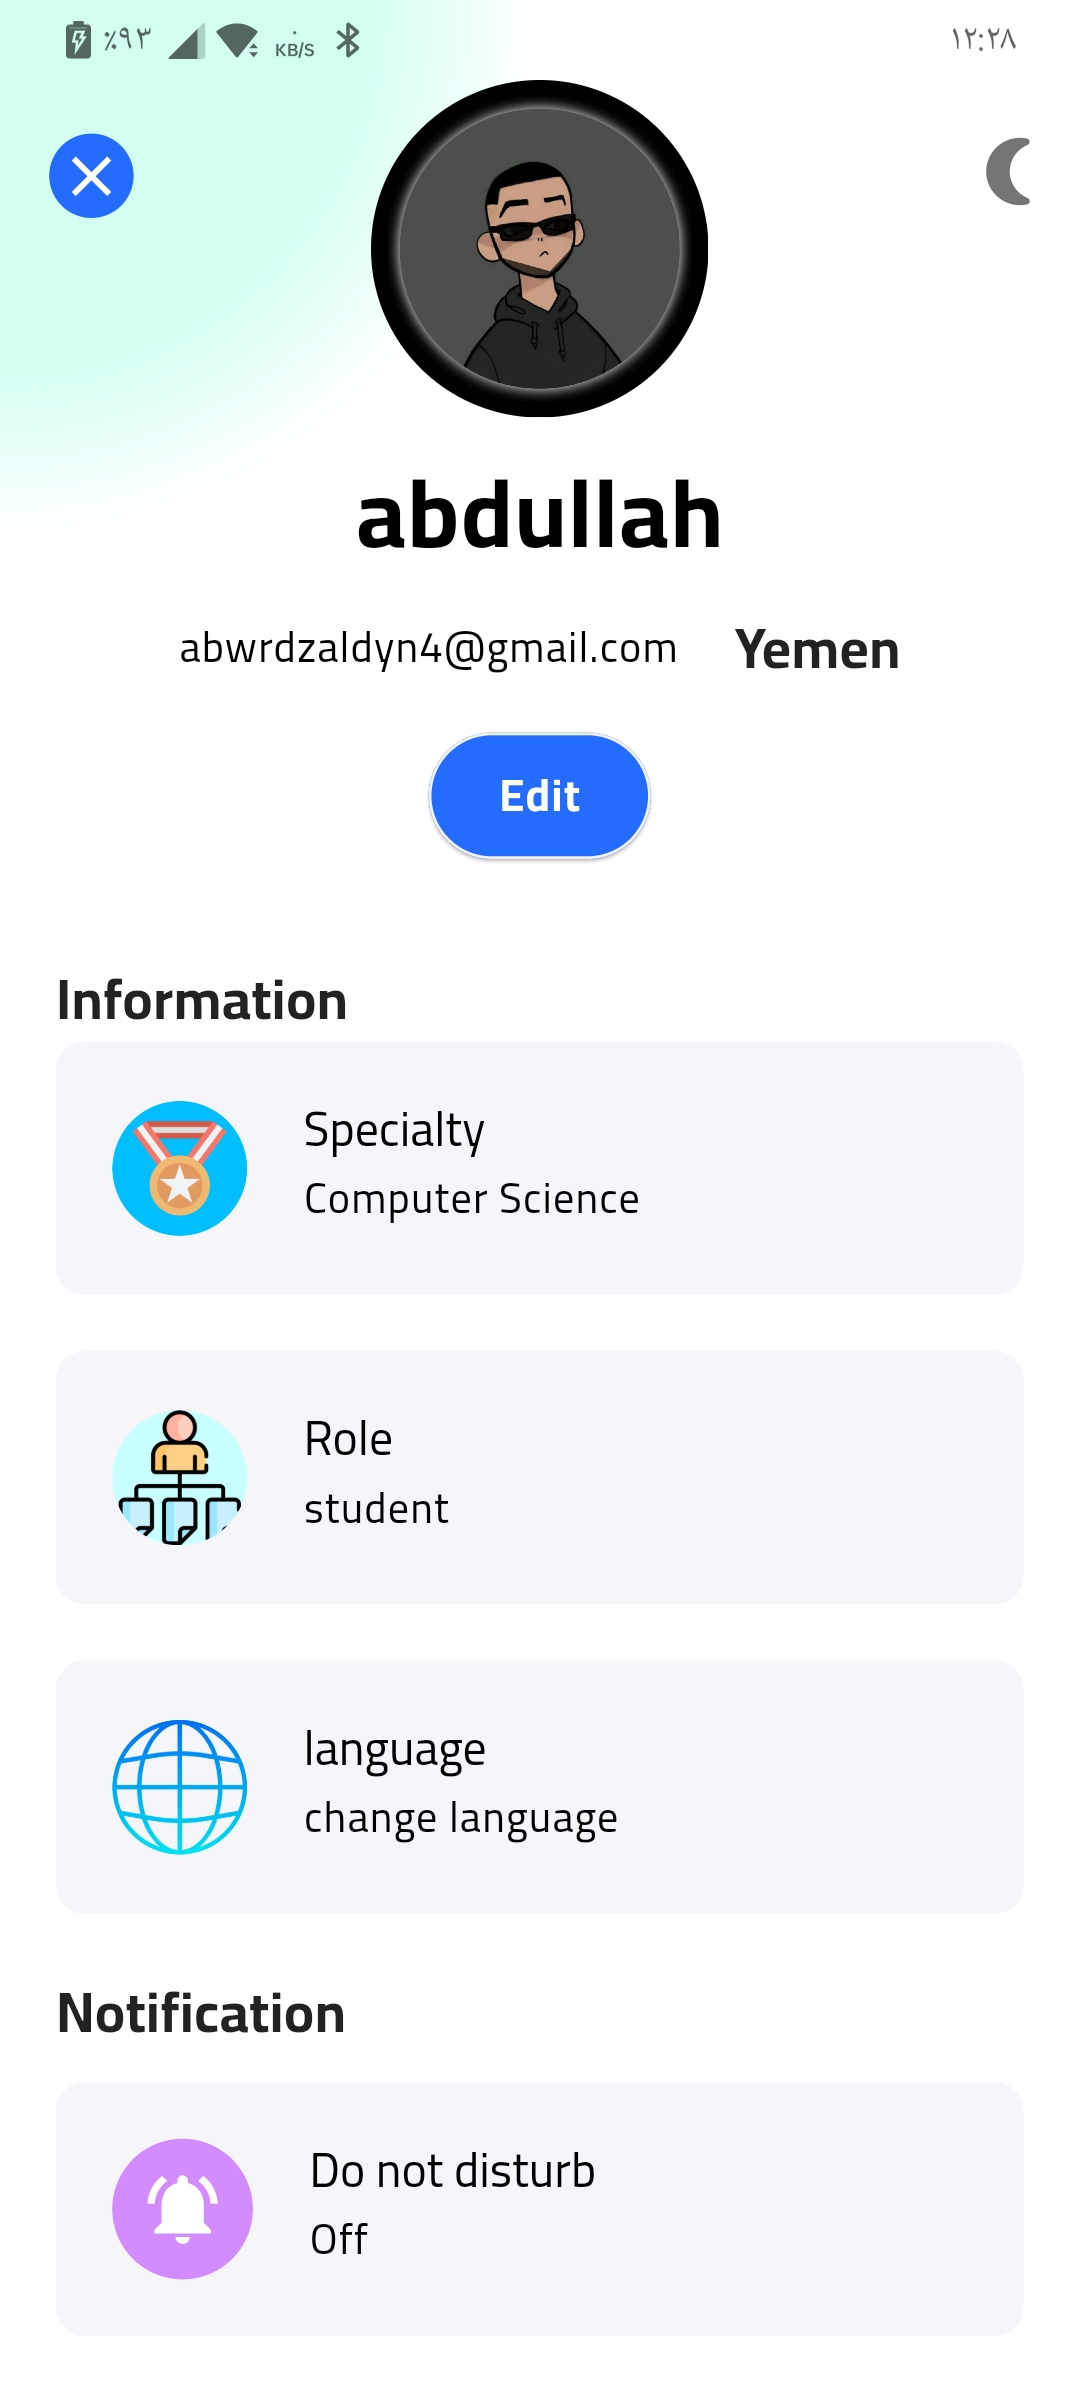 ٪٩٣ ٠ KB/S ١٢:٢٨
abdullah
abwrdzaldyn4@gmail.com Yemen
Edit
Information
Specialty
Computer Science
Role
student
language
change language
Notification
Do not disturb
Off